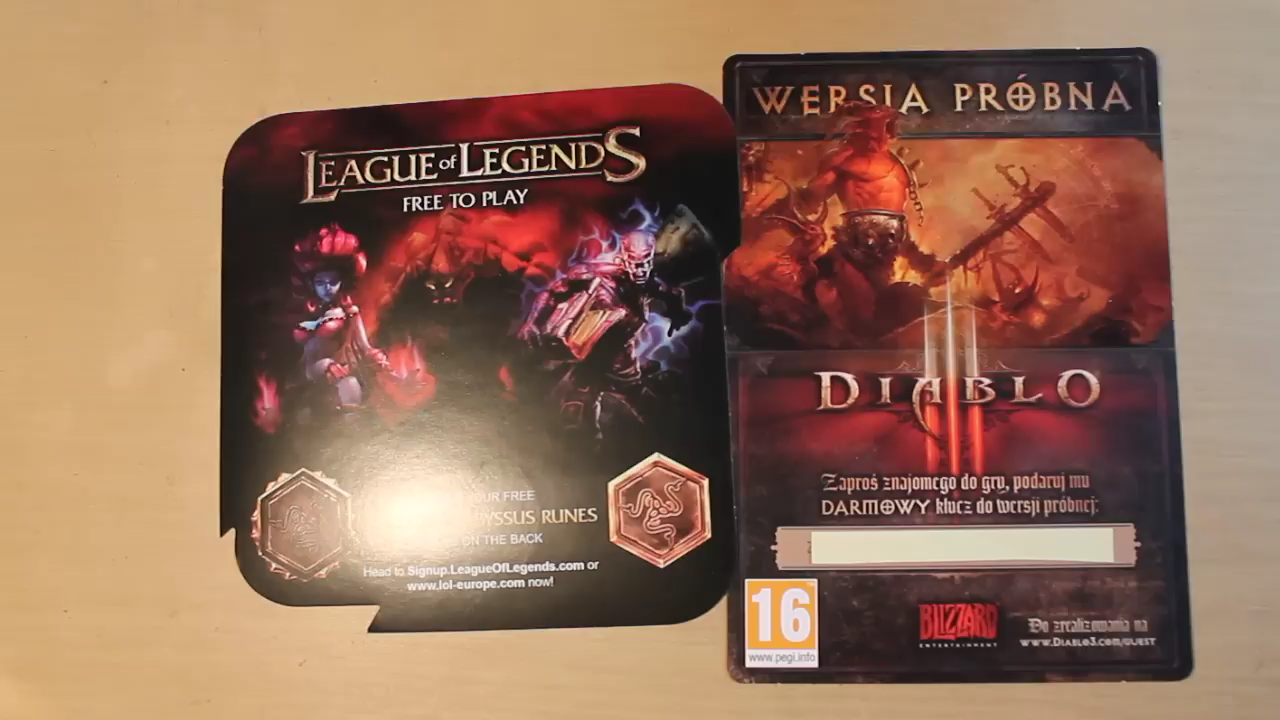 LEAGUE of LEGENDS
FREE TO PLAY
YOUR FREE
ABYSSUS RUNES
ON THE BACK
Head to Signup.LeagueOfLegends.com or
www.lol-europe.com now!
WERSJA PRÓBNA
DIABLO III
Zaproś znajomego do gry, podaruj mu
DARMOWY klucz do wersji próbnej:
16
www.pegi.info
BLIZZARD
ENTERTAINMENT
Do zrealizowania na
www.Diablo3.com/guest